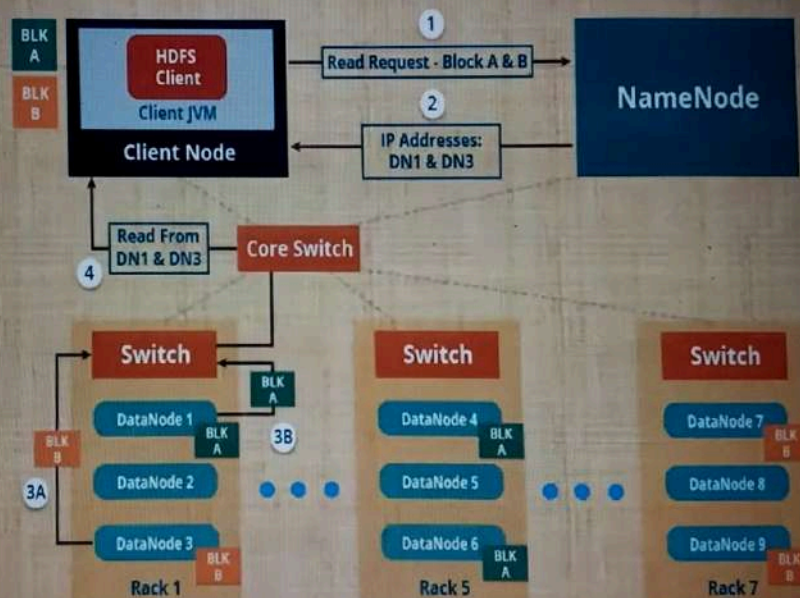 BLK
A
BLK
B
HDFS
Client
Client JVM
Client Node
1
Read Request - Block A & B
2
IP Addresses:
DN1 & DN3
NameNode
4
Read From
DN1 & DN3
Core Switch
Switch
BLK
A
DataNode 1
BLK
A
3B
BLK
B
DataNode 2
3A
DataNode 3
BLK
B
Rack 1
Switch
DataNode 4
BLK
A
DataNode 5
DataNode 6
BLK
A
Rack 5
Switch
DataNode 7
BLK
B
DataNode 8
DataNode 9
BLK
B
Rack 7